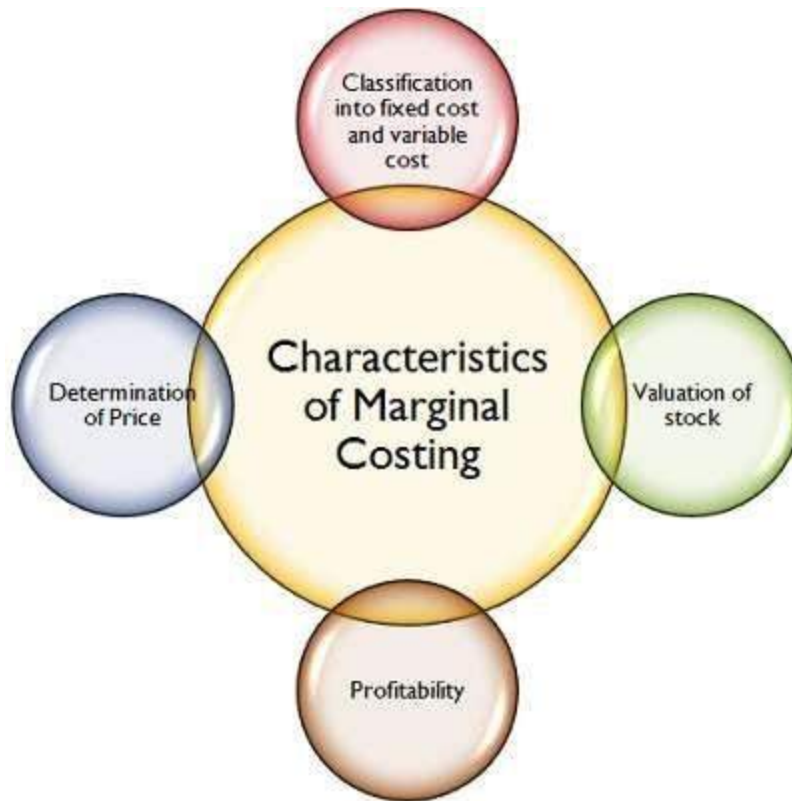 Classification
into fixed cost
and variable
cost
Characteristics
of Marginal
Costing
Determination
of Price
Valuation of
stock
Profitability